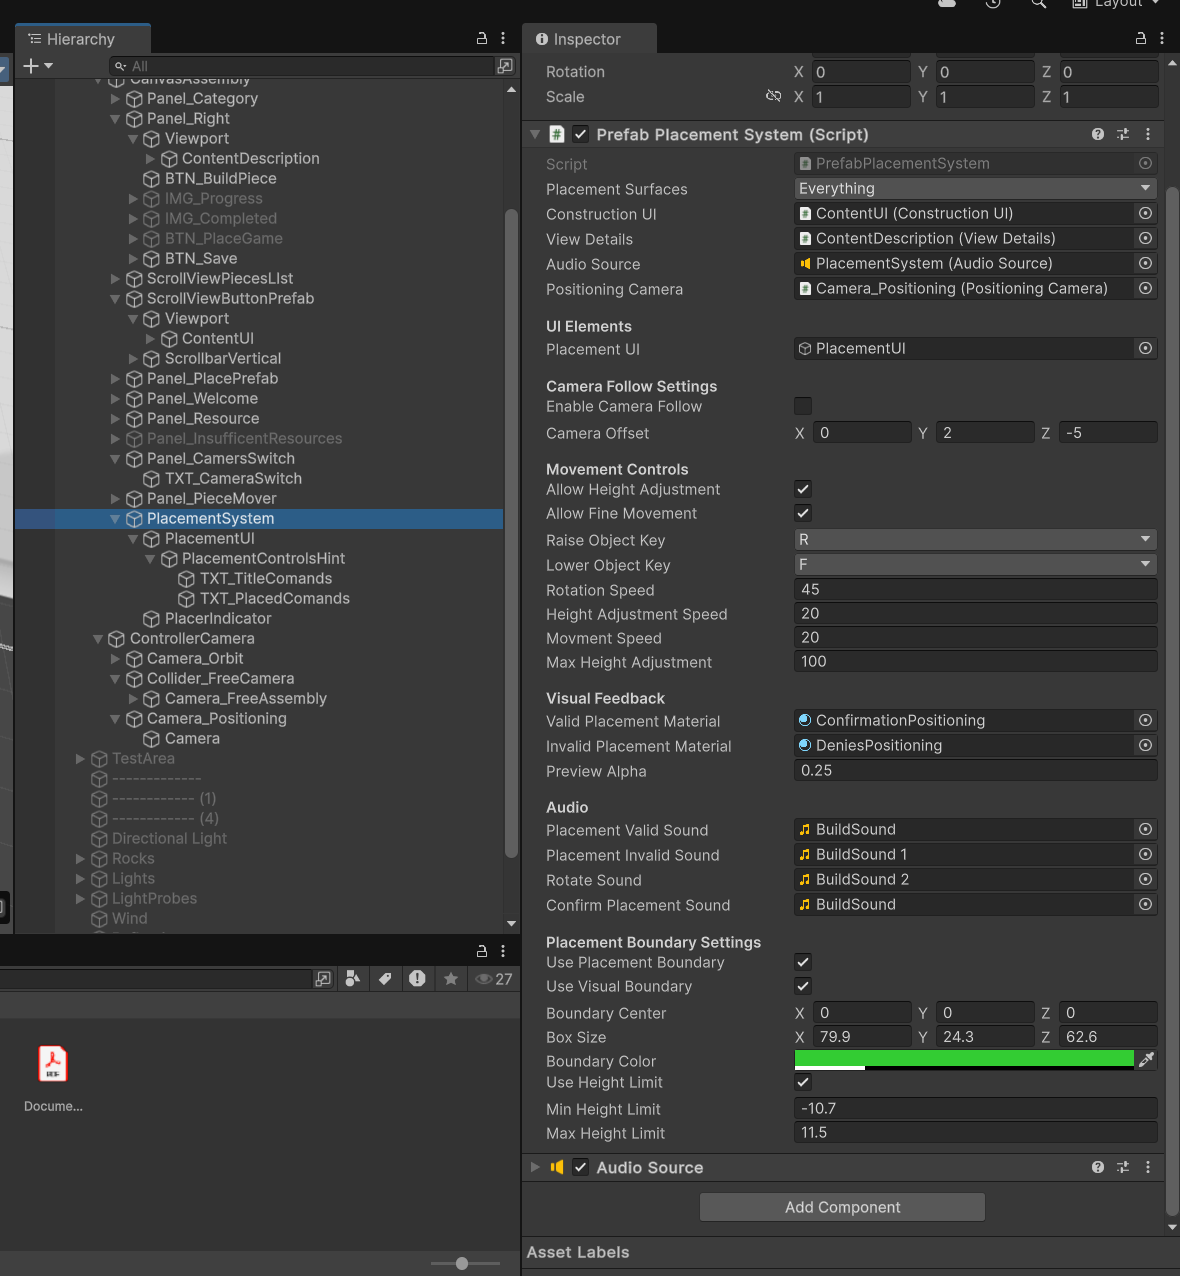 Layout
Hierarchy
All
CanvasAssembly
Panel_Category
Panel_Right
Viewport
ContentDescription
BTN_BuildPiece
IMG_Progress
IMG_Completed
BTN_PlaceGame
BTN_Save
ScrollViewPiecesLIst
ScrollViewButtonPrefab
Viewport
ContentUI
ScrollbarVertical
Panel_PlacePrefab
Panel_Welcome
Panel_Resource
Panel_InsufficentResources
Panel_CamersSwitch
TXT_CameraSwitch
Panel_PieceMover
PlacementSystem
PlacementUI
PlacementControlsHint
TXT_TitleComands
TXT_PlacedComands
PlacerIndicator
ControllerCamera
Camera_Orbit
Collider_FreeCamera
Camera_FreeAssembly
Camera_Positioning
Camera
TestArea
-------------
------------ (1)
------------ (4)
Directional Light
Rocks
Lights
LightProbes
Wind
27
PDF
Docume...
Inspector
Rotation X 0 Y 0 Z 0
Scale X 1 Y 1 Z 1
# Prefab Placement System (Script)
Script # PrefabPlacementSystem
Placement Surfaces Everything
Construction UI # ContentUI (Construction UI)
View Details # ContentDescription (View Details)
Audio Source PlacementSystem (Audio Source)
Positioning Camera # Camera_Positioning (Positioning Camera)
UI Elements
Placement UI PlacementUI
Camera Follow Settings
Enable Camera Follow
Camera Offset X 0 Y 2 Z -5
Movement Controls
Allow Height Adjustment
Allow Fine Movement
Raise Object Key R
Lower Object Key F
Rotation Speed 45
Height Adjustment Speed 20
Movment Speed 20
Max Height Adjustment 100
Visual Feedback
Valid Placement Material ConfirmationPositioning
Invalid Placement Material DeniesPositioning
Preview Alpha 0.25
Audio
Placement Valid Sound BuildSound
Placement Invalid Sound BuildSound 1
Rotate Sound BuildSound 2
Confirm Placement Sound BuildSound
Placement Boundary Settings
Use Placement Boundary
Use Visual Boundary
Boundary Center X 0 Y 0 Z 0
Box Size X 79.9 Y 24.3 Z 62.6
Boundary Color
Use Height Limit
Min Height Limit -10.7
Max Height Limit 11.5
Audio Source
Add Component
Asset Labels